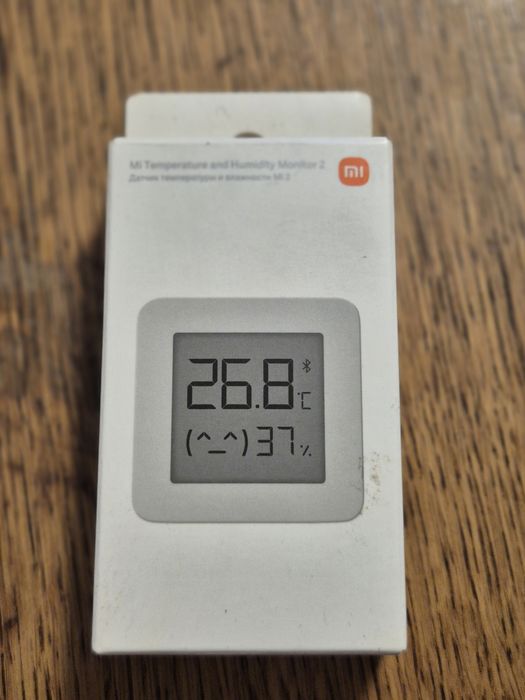 Mi Temperature and Humidity Monitor 2
Датчик температуры и влажности Mi 2
mi
26.8 °C
(^_^) 37 %